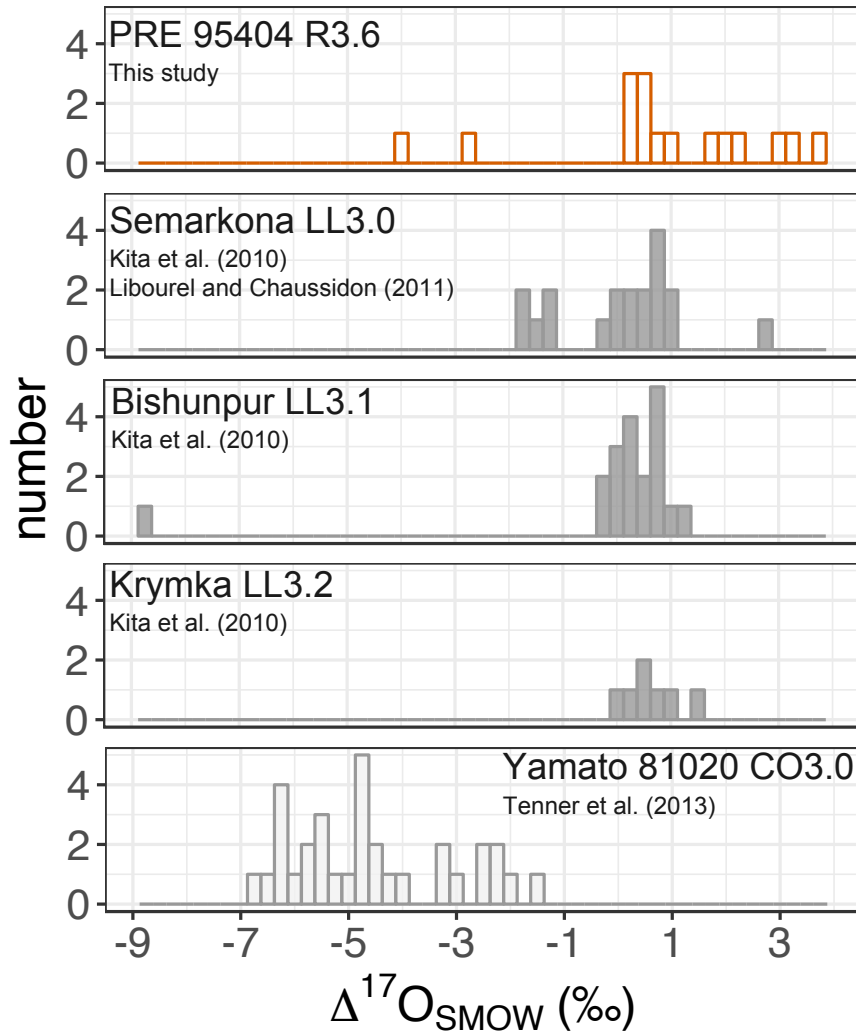 PRE 95404 R3.6
This study
4
2
0
Semarkona LL3.0
Kita et al. (2010)
Libourel and Chaussidon (2011)
4
2
0
Bishunpur LL3.1
Kita et al. (2010)
4
2
0
Krymka LL3.2
Kita et al. (2010)
4
2
0
Yamato 81020 CO3.0
Tenner et al. (2013)
4
2
0
number
-9 -7 -5 -3 -1 1 3
Δ¹⁷O_SMOW (‰)